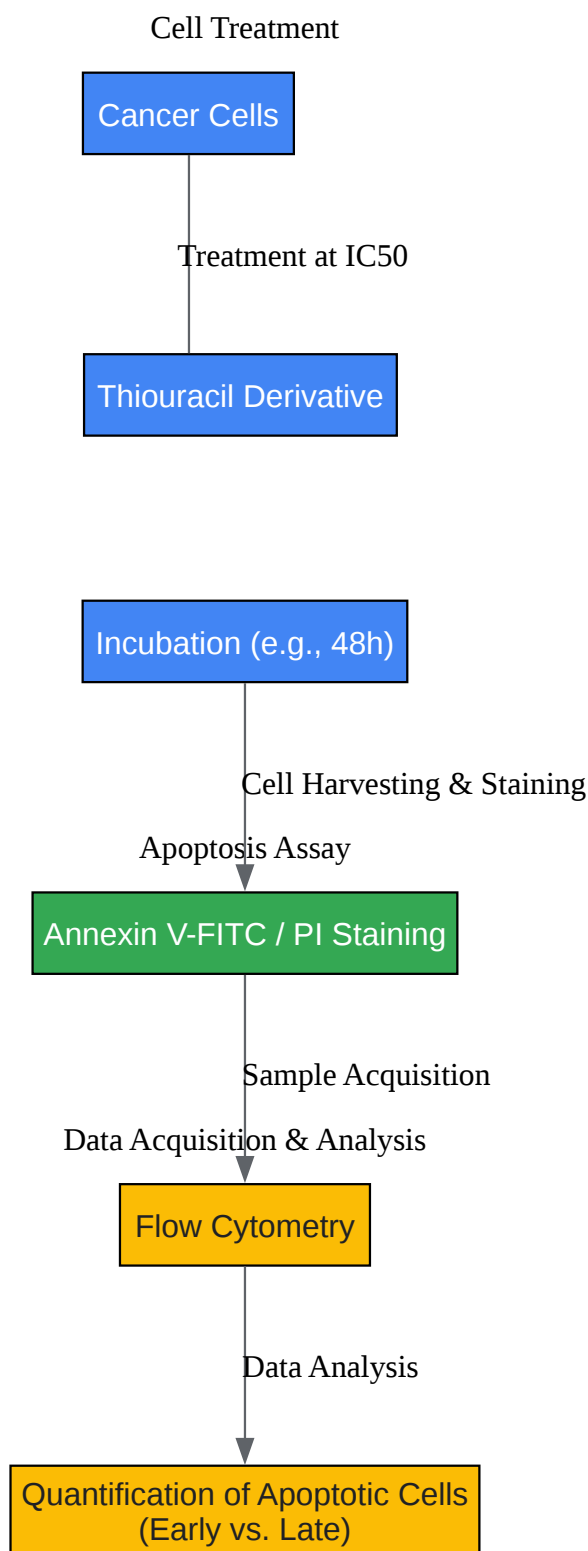 Cell Treatment
Cancer Cells
Treatment at IC50
Thiouracil Derivative
Incubation (e.g., 48h)
Cell Harvesting & Staining
Apoptosis Assay
Annexin V-FITC / PI Staining
Sample Acquisition
Data Acquisition & Analysis
Flow Cytometry
Data Analysis
Quantification of Apoptotic Cells
(Early vs. Late)